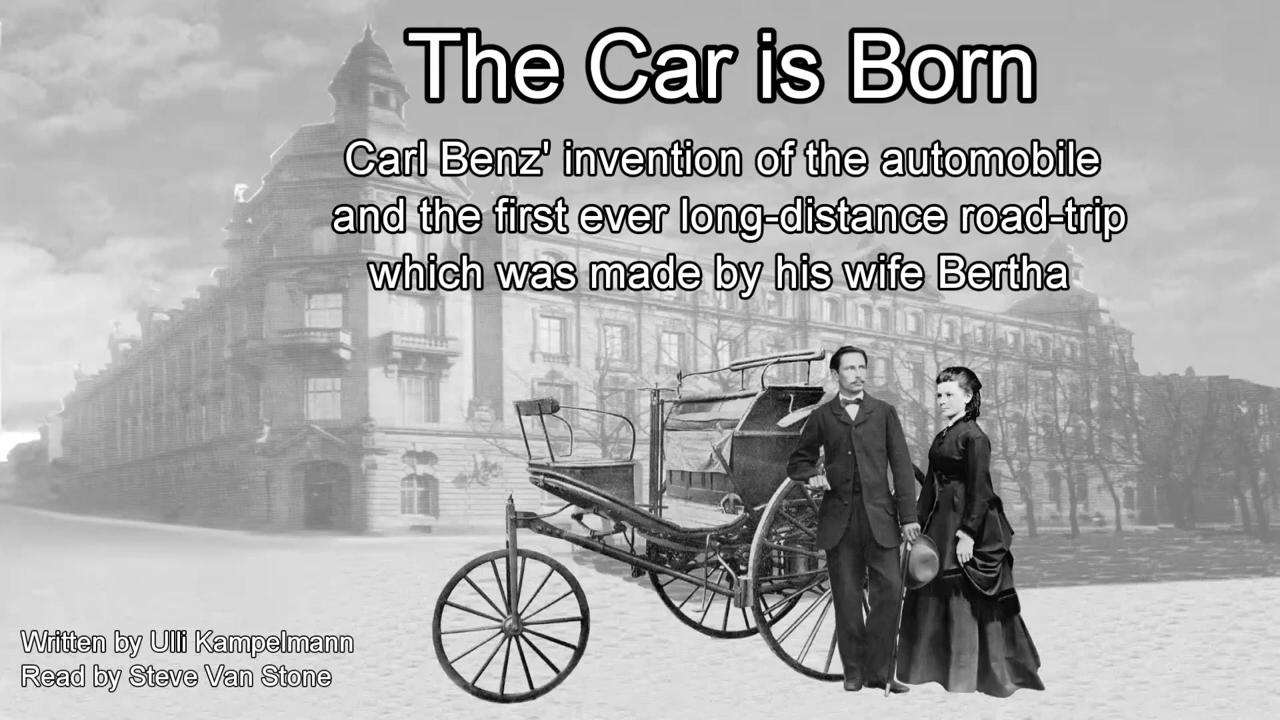 The Car is Born
Carl Benz' invention of the automobile
and the first ever long-distance road-trip
which was made by his wife Bertha
Written by Ulli Kampelmann
Read by Steve Van Stone